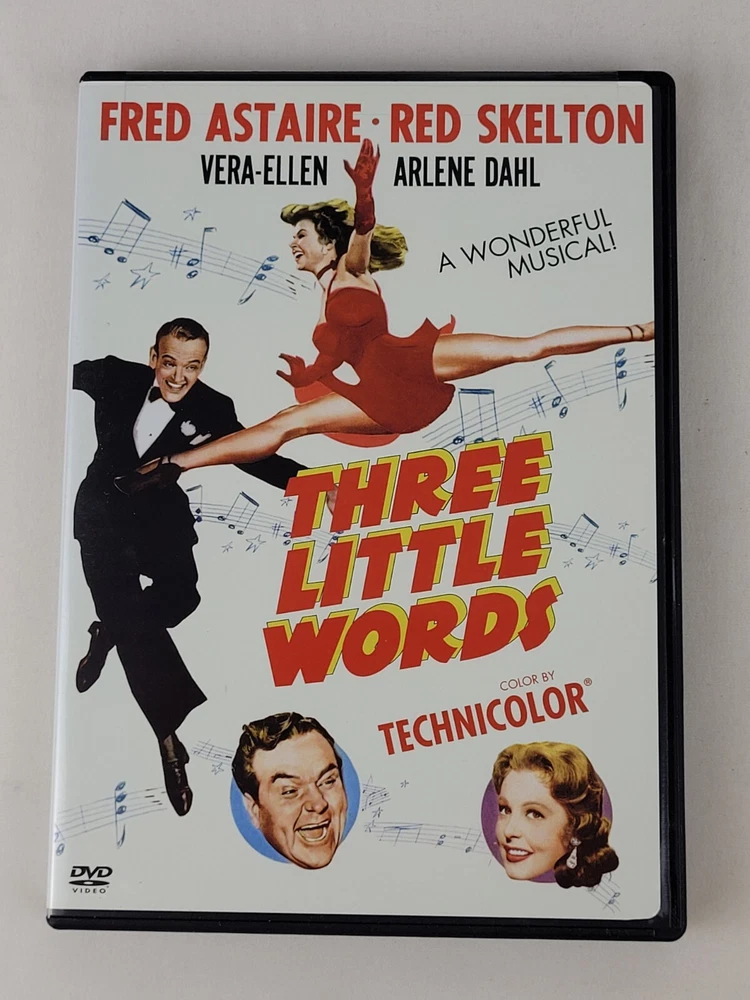 FRED ASTAIRE · RED SKELTON
VERA-ELLEN ARLENE DAHL
A WONDERFUL
MUSICAL!
THREE
LITTLE
WORDS
COLOR BY
TECHNICOLOR®
DVD
VIDEO